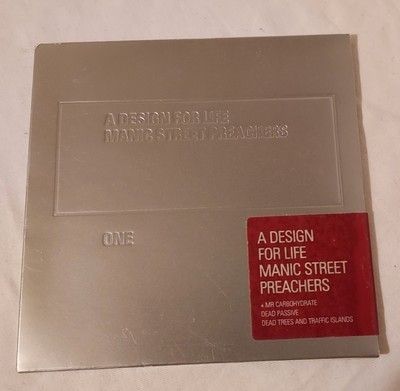 A DESIGN FOR LIFE
MANIC STREET PREACHERS
ONE
A DESIGN
FOR LIFE
MANIC STREET
PREACHERS
+ MR CARBOHYDRATE
DEAD PASSIVE
DEAD TREES AND TRAFFIC ISLANDS